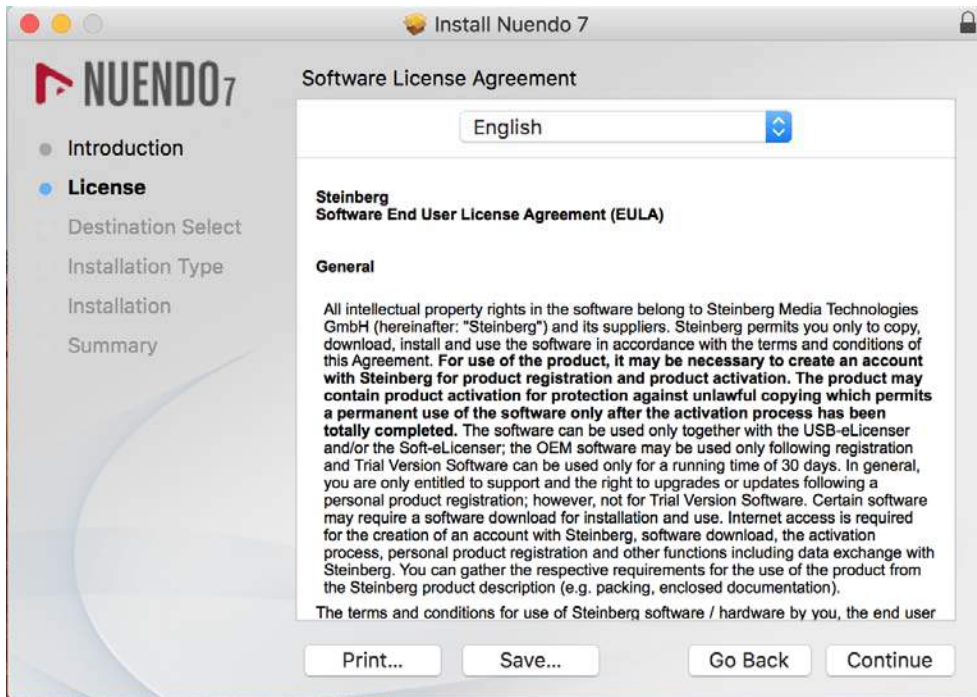 Install Nuendo 7
NUENDO 7
Introduction
License
Destination Select
Installation Type
Installation
Summary
Software License Agreement
English
Steinberg
Software End User License Agreement (EULA)
General
All intellectual property rights in the software belong to Steinberg Media Technologies
GmbH (hereinafter: "Steinberg") and its suppliers. Steinberg permits you only to copy,
download, install and use the software in accordance with the terms and conditions of
this Agreement. For use of the product, it may be necessary to create an account
with Steinberg for product registration and product activation. The product may
contain product activation for protection against unlawful copying which permits
a permanent use of the software only after the activation process has been
totally completed. The software can be used only together with the USB-eLicenser
and/or the Soft-eLicenser; the OEM software may be used only following registration
and Trial Version Software can be used only for a running time of 30 days. In general,
you are only entitled to support and the right to upgrades or updates following a
personal product registration; however, not for Trial Version Software. Certain software
may require a software download for installation and use. Internet access is required
for the creation of an account with Steinberg, software download, the activation
process, personal product registration and other functions including data exchange with
Steinberg. You can gather the respective requirements for the use of the product from
the Steinberg product description (e.g. packing, enclosed documentation).
The terms and conditions for use of Steinberg software / hardware by you, the end user
Print...
Save...
Go Back
Continue